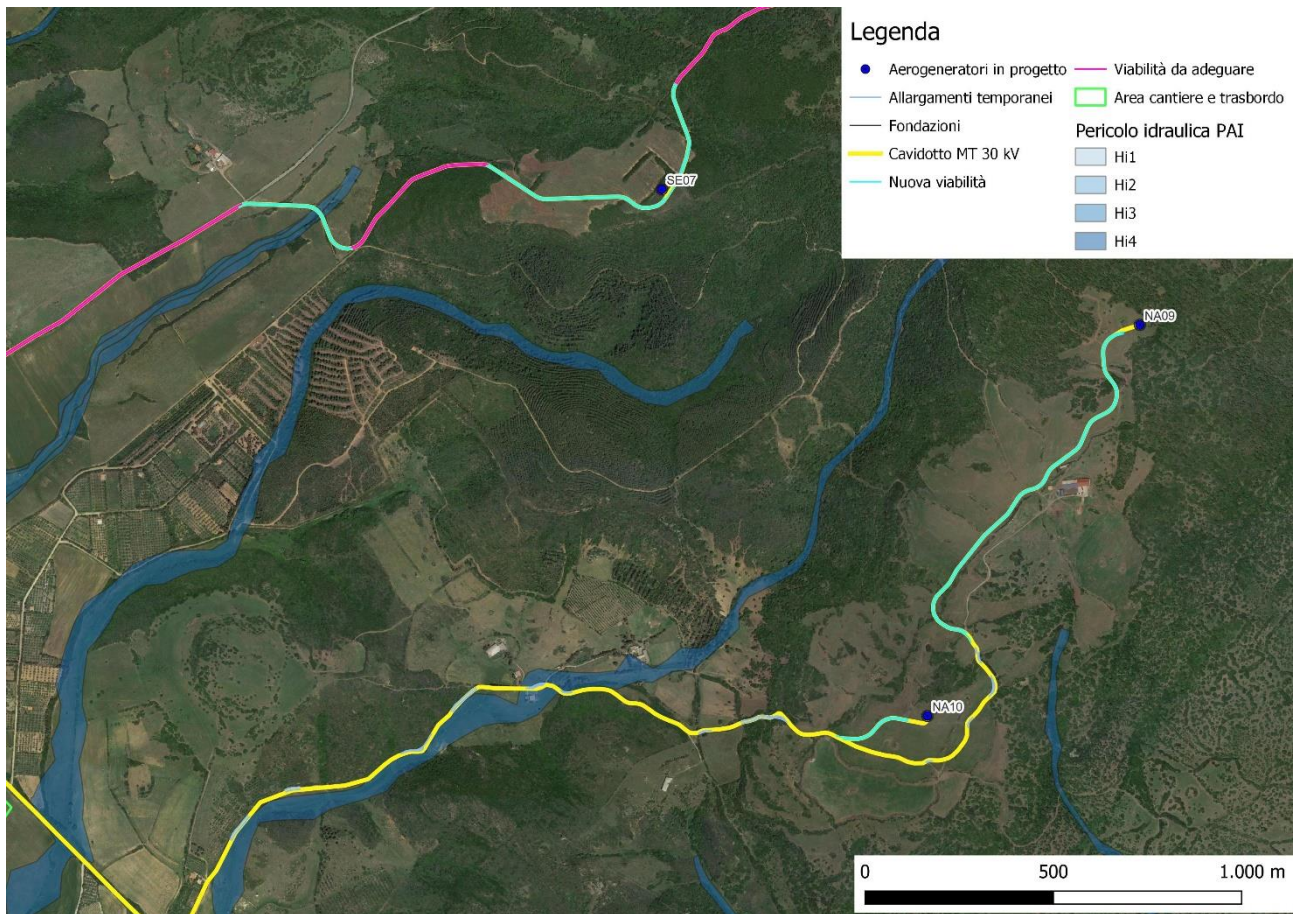 Legenda
Aerogeneratori in progetto
Allargamenti temporanei
Fondazioni
Cavidotto MT 30 kV
Nuova viabilità
Viabilità da adeguare
Area cantiere e trasbordo
Pericolo idraulica PAI
Hi1
Hi2
Hi3
Hi4
SE07
NA09
NA10
0 500 1.000 m